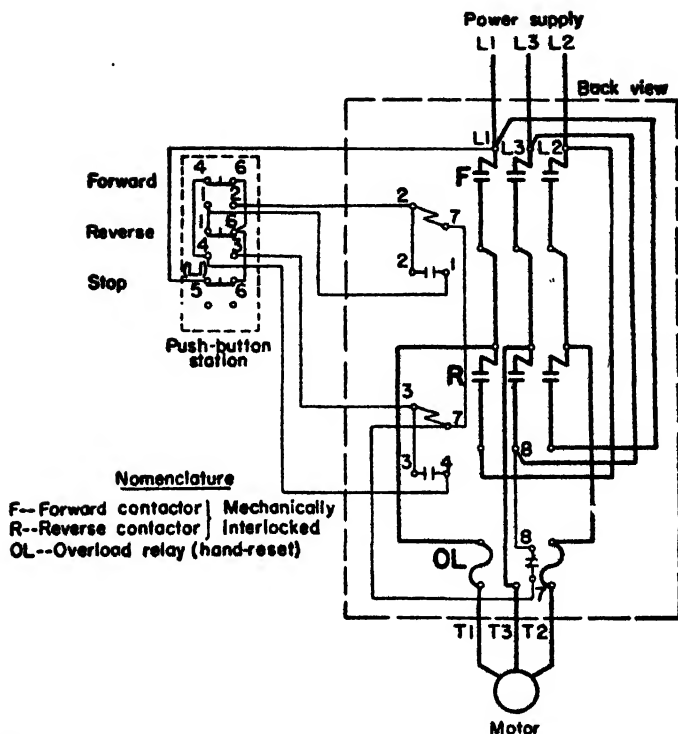 Power supply
L1 L3 L2
Back view
L1 L3 L2
F
Forward
4 6
1 2
Reverse
1 6
4 3
Stop
5 6
Push-button
station
2 7
2 1
R
3 7
3 4
8
Nomenclature
F--Forward contactor } Mechanically
R--Reverse contactor } Interlocked
OL--Overload relay (hand-reset)
OL
8
7
T1 T3 T2
Motor